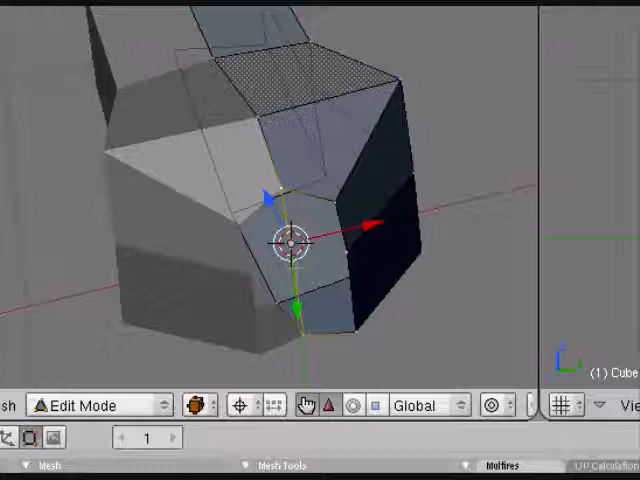 (1) Cube
sh Edit Mode Global Vie
1
Mesh Mesh Tools Multires UV Calculation